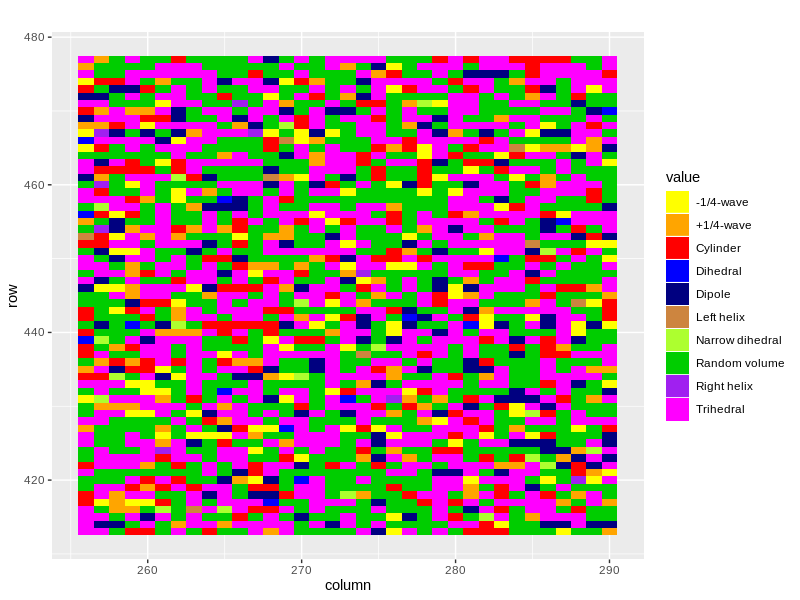 480
460
440
420
260
270
280
290
column
row
value
-1/4-wave
+1/4-wave
Cylinder
Dihedral
Dipole
Left helix
Narrow dihedral
Random volume
Right helix
Trihedral